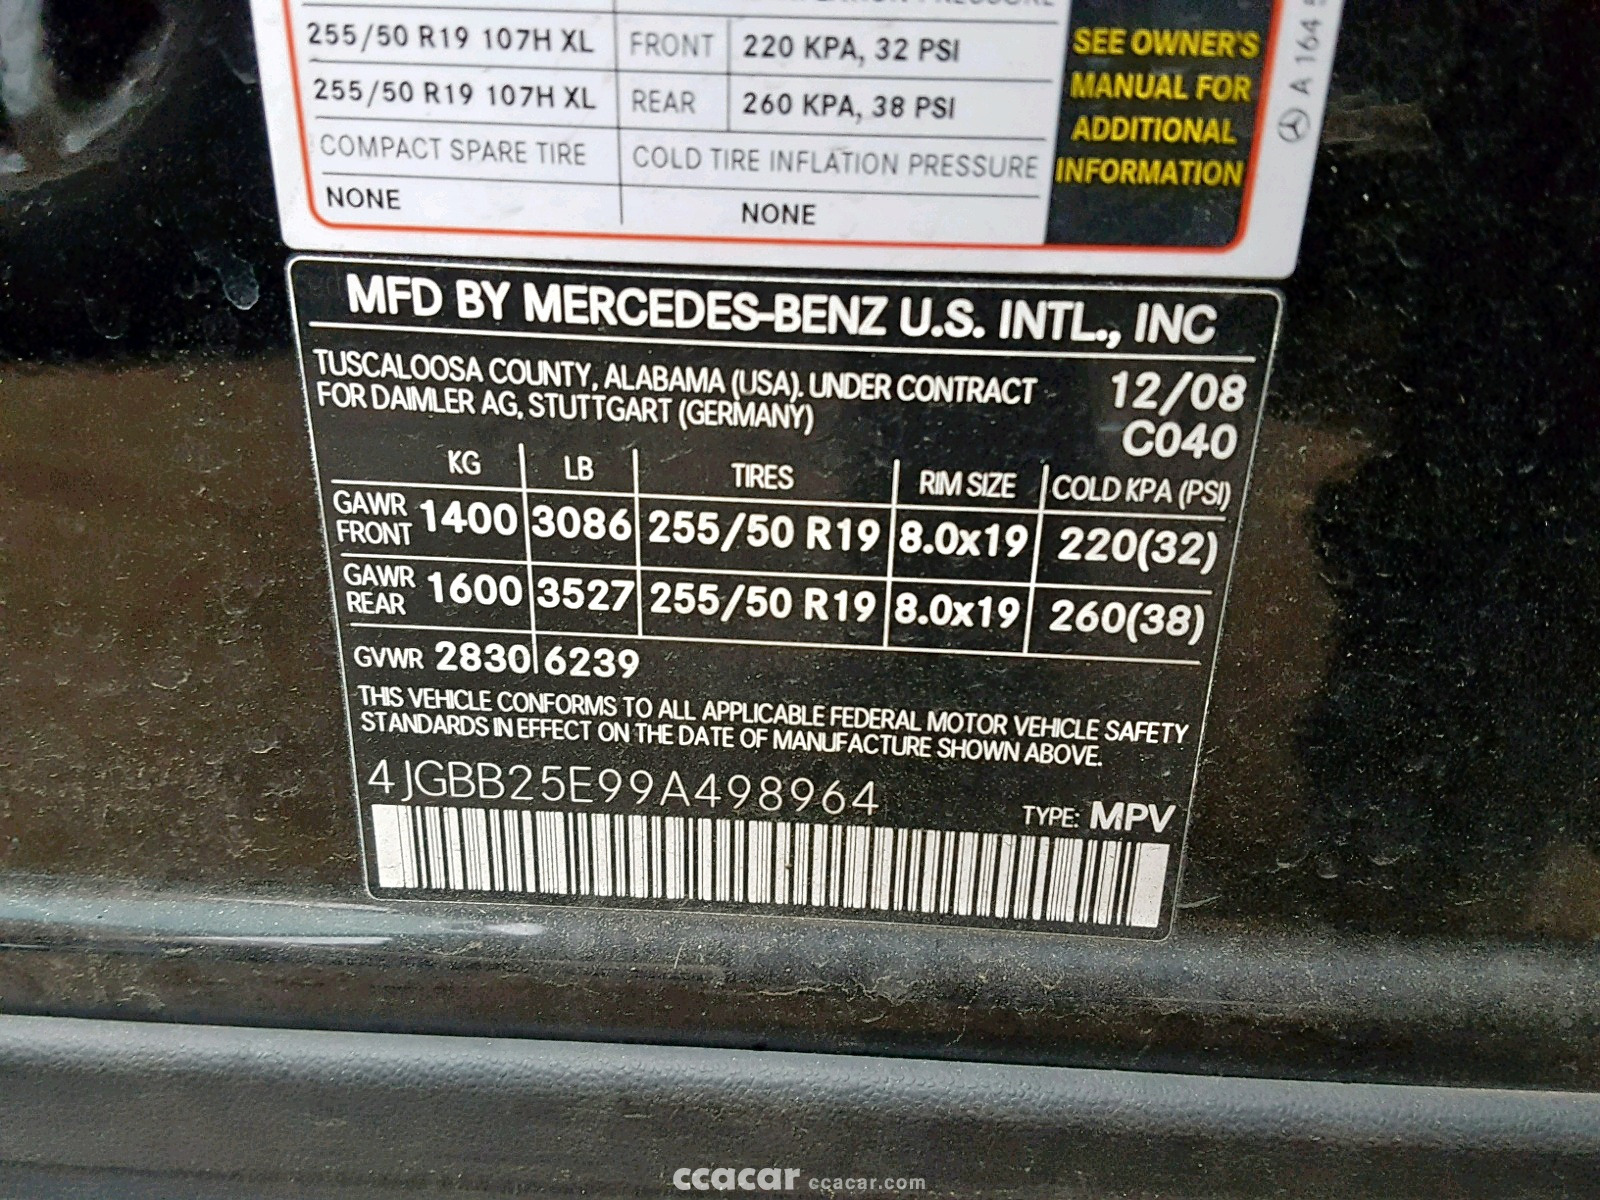 255/50 R19 107H XL FRONT 220 KPA, 32 PSI
255/50 R19 107H XL REAR 260 KPA, 38 PSI
COMPACT SPARE TIRE COLD TIRE INFLATION PRESSURE
NONE NONE
SEE OWNER'S
MANUAL FOR
ADDITIONAL
INFORMATION
A 164
MFD BY MERCEDES-BENZ U.S. INTL., INC
TUSCALOOSA COUNTY, ALABAMA (USA). UNDER CONTRACT
FOR DAIMLER AG, STUTTGART (GERMANY)
12/08
C040
KG LB TIRES RIM SIZE COLD KPA (PSI)
GAWR FRONT 1400 3086 255/50 R19 8.0x19 220(32)
GAWR REAR 1600 3527 255/50 R19 8.0x19 260(38)
GVWR 2830 6239
THIS VEHICLE CONFORMS TO ALL APPLICABLE FEDERAL MOTOR VEHICLE SAFETY
STANDARDS IN EFFECT ON THE DATE OF MANUFACTURE SHOWN ABOVE.
4JGBB25E99A498964
TYPE: MPV
ccacar ccacar.com